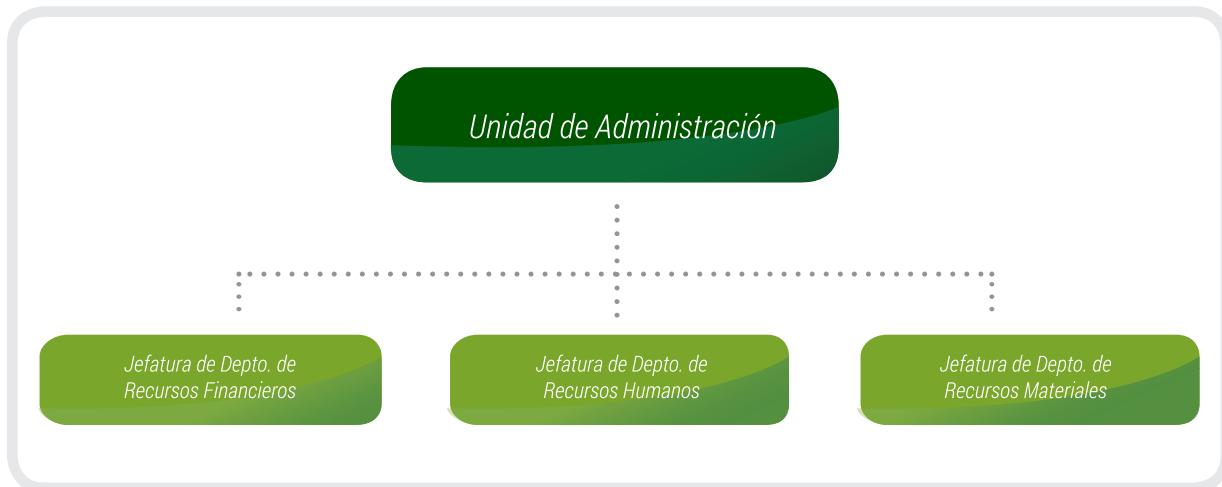 Unidad de Administración
Jefatura de Depto. de
Recursos Financieros
Jefatura de Depto. de
Recursos Humanos
Jefatura de Depto. de
Recursos Materiales